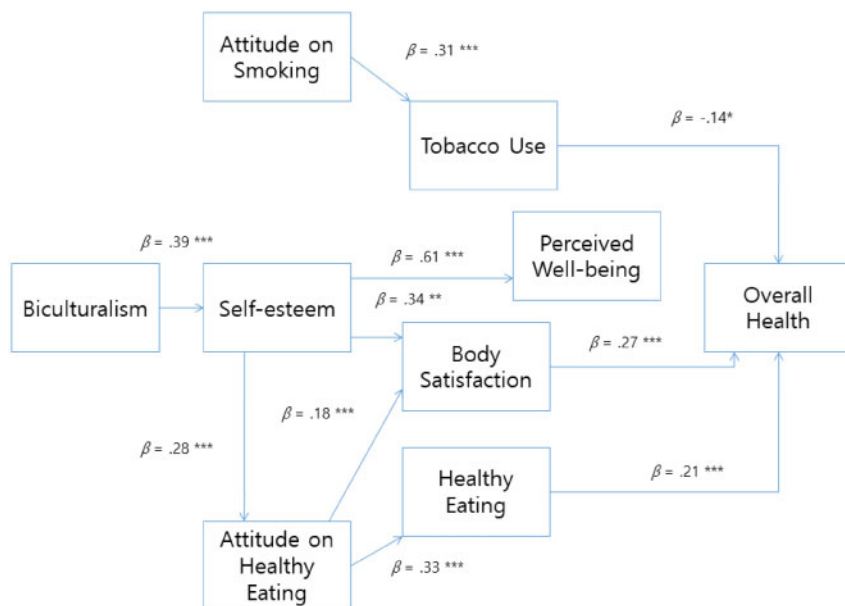 Attitude on
Smoking
β = .31 ***
Tobacco Use
β = -.14*
β = .39 ***
Biculturalism
Self-esteem
β = .61 ***
Perceived
Well-being
β = .34 **
Overall
Health
Body
Satisfaction
β = .27 ***
β = .18 ***
β = .28 ***
Healthy
Eating
β = .21 ***
Attitude on
Healthy
Eating
β = .33 ***